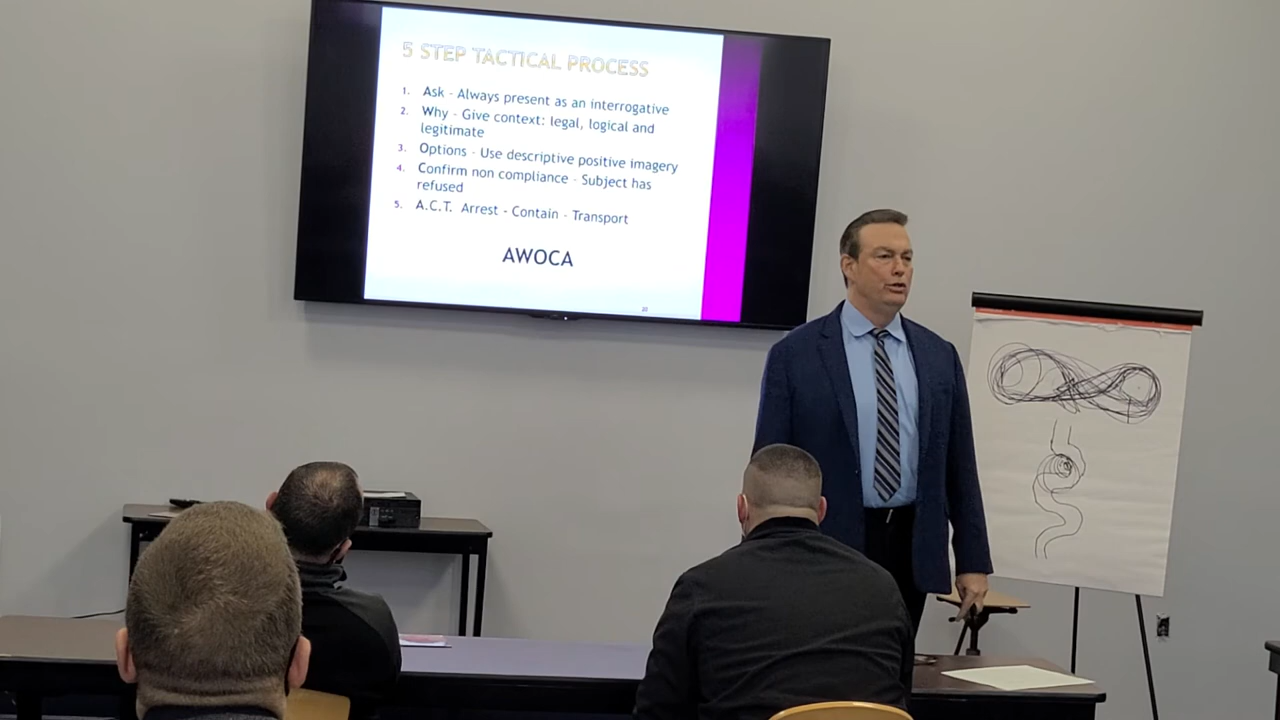 5 STEP TACTICAL PROCESS
1. Ask - Always present as an interrogative
2. Why - Give context: legal, logical and
legitimate
3. Options - Use descriptive positive imagery
4. Confirm non compliance - Subject has
refused
5. A.C.T. Arrest - Contain - Transport
AWOCA